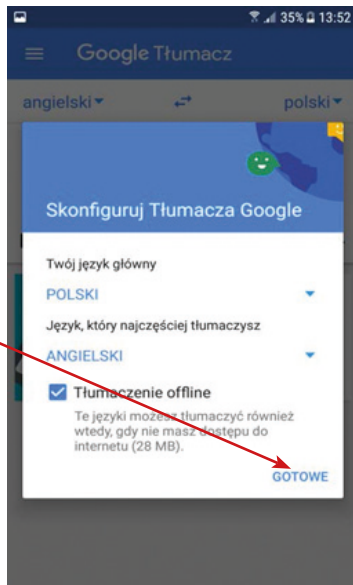 35% 13:52
Google Tłumacz
angielski polski
Skonfiguruj Tłumacza Google
Twój język główny
POLSKI
Język, który najczęściej tłumaczysz
ANGIELSKI
Tłumaczenie offline
Te języki możesz tłumaczyć również
wtedy, gdy nie masz dostępu do
internetu (28 MB).
GOTOWE